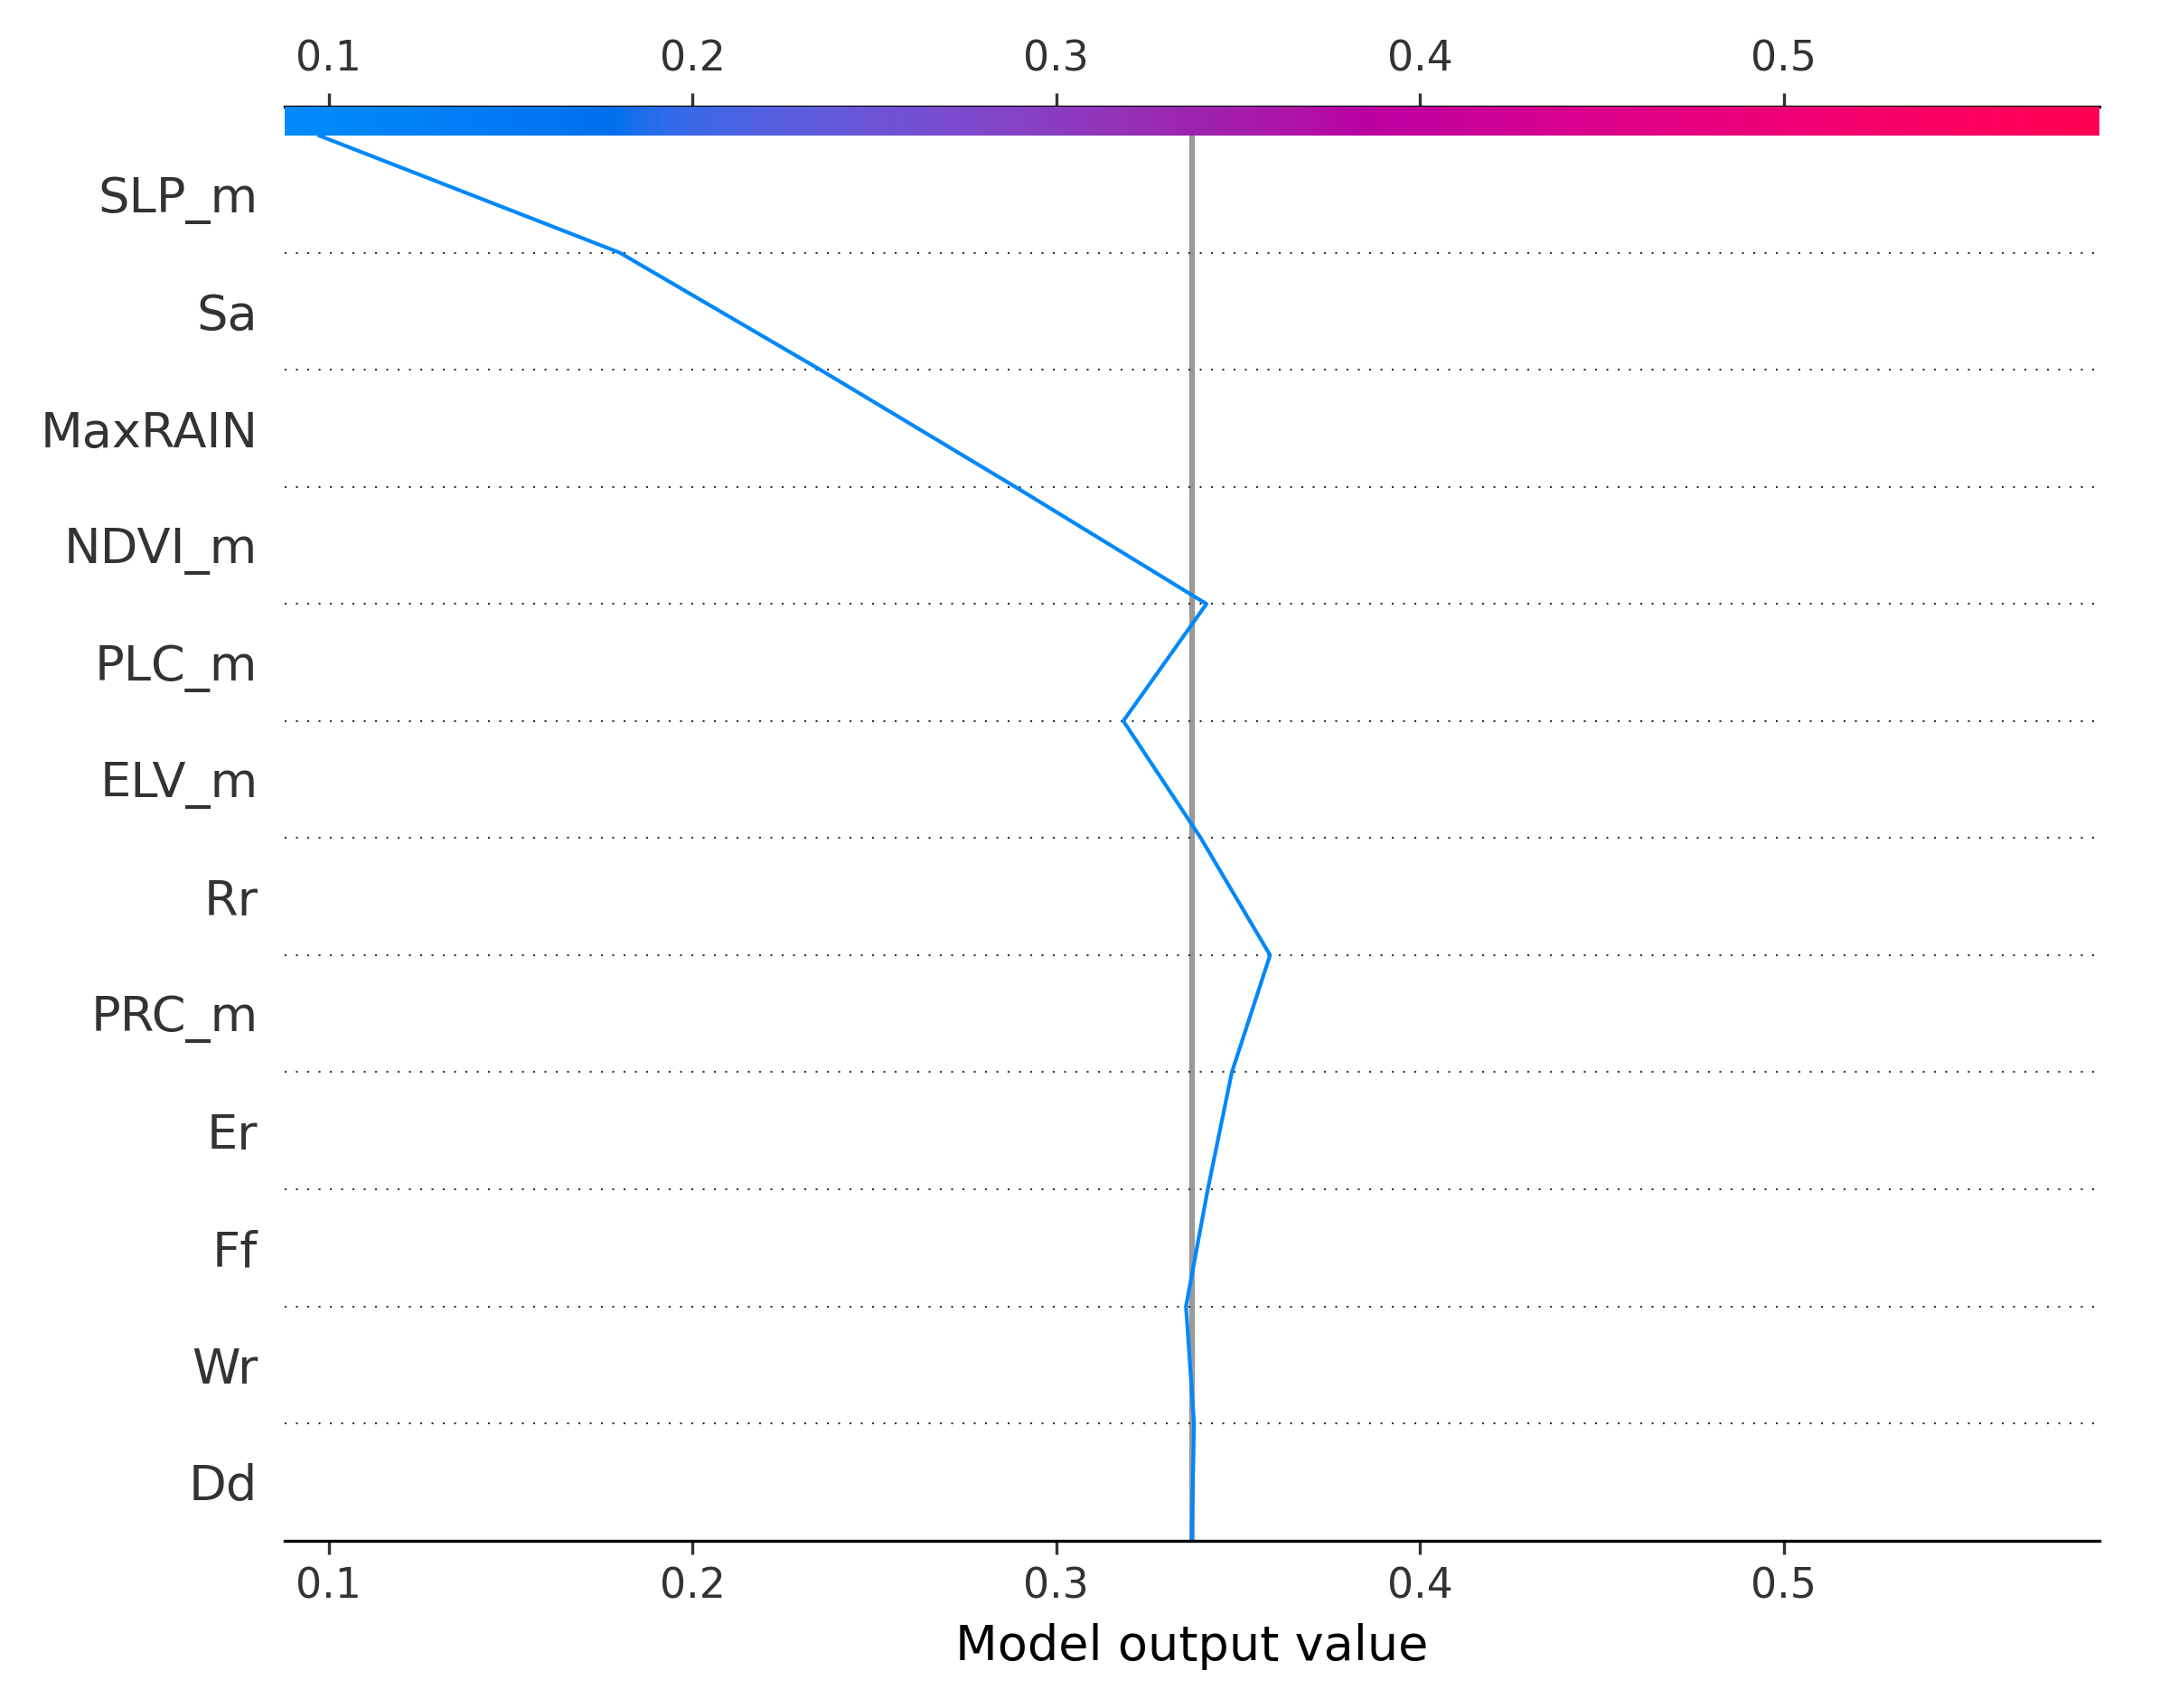 0.1 0.2 0.3 0.4 0.5
SLP_m
Sa
MaxRAIN
NDVI_m
PLC_m
ELV_m
Rr
PRC_m
Er
Ff
Wr
Dd
0.1 0.2 0.3 0.4 0.5
Model output value